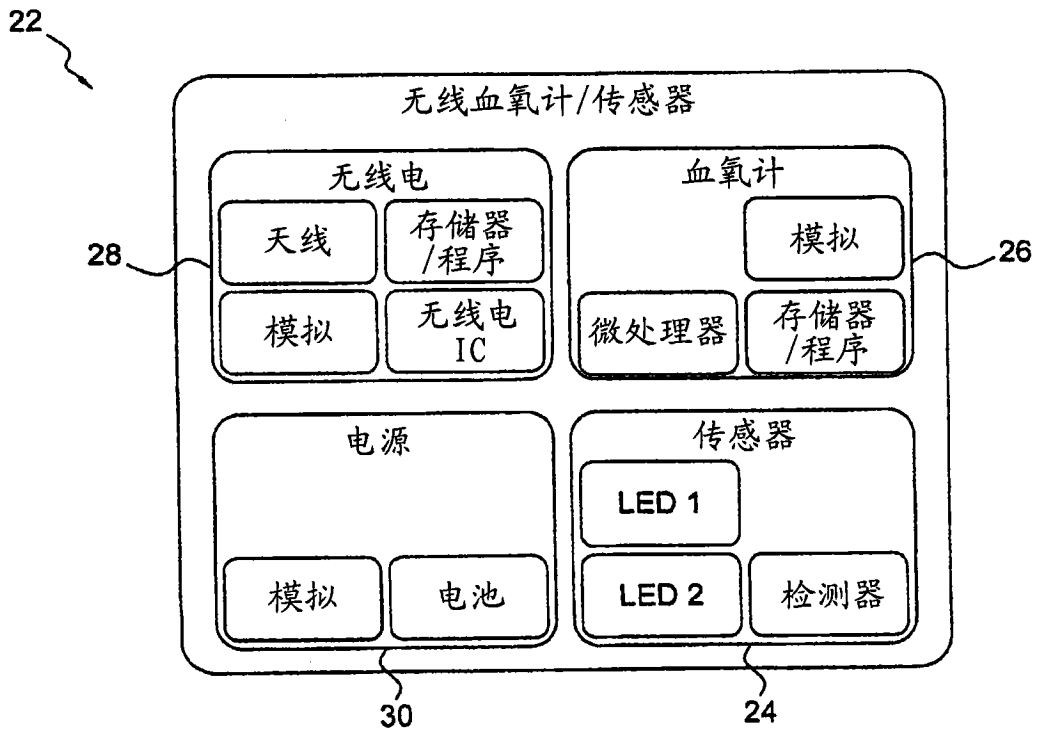 22
无线血氧计/传感器
无线电
天线
存储器
/程序
模拟
无线电
IC
28
血氧计
模拟
微处理器
存储器
/程序
26
电源
模拟
电池
30
传感器
LED 1
LED 2
检测器
24